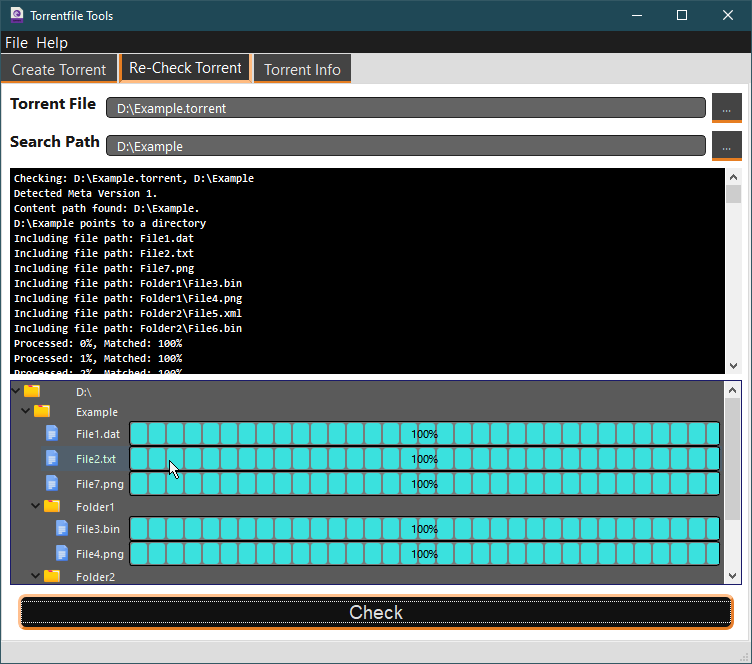 Torrentfile Tools
File Help
Create Torrent Re-Check Torrent Torrent Info
Torrent File D:\Example.torrent ...
Search Path D:\Example ...
Checking: D:\Example.torrent, D:\Example
Detected Meta Version 1.
Content path found: D:\Example.
D:\Example points to a directory
Including file path: File1.dat
Including file path: File2.txt
Including file path: File7.png
Including file path: Folder1\File3.bin
Including file path: Folder1\File4.png
Including file path: Folder2\File5.xml
Including file path: Folder2\File6.bin
Processed: 0%, Matched: 100%
Processed: 1%, Matched: 100%
Processed: 2%, Matched: 100%
D:\
Example
File1.dat 100%
File2.txt 100%
File7.png 100%
Folder1
File3.bin 100%
File4.png 100%
Folder2
Check